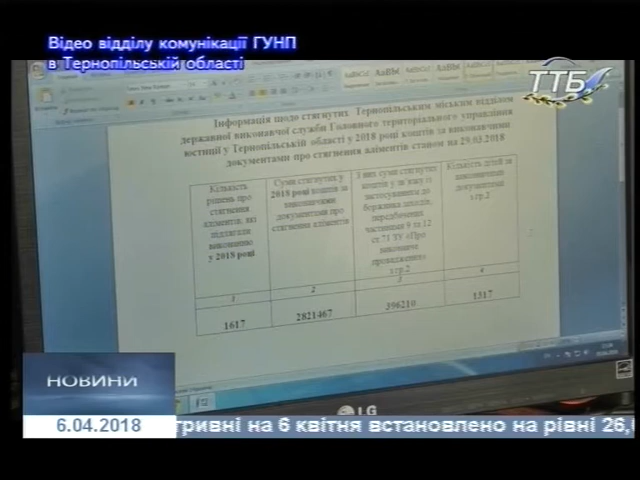 Відео відділу комунікації ГУНП
в Тернопільській області
ТТБ
Інформація щодо стягнутих Тернопільським міським відділом
державної виконавчої служби Головного територіального управління
юстиції у Тернопільській області у 2018 році коштів за виконавчими
документами про стягнення аліментів станом на 29.03.2018
Кількість
рішень про
стягнення
аліментів, які
підлягали
виконанню
у 2018 році
Суми стягнутих у
2018 році коштів за
виконавчими
документами про
стягнення аліментів
З них суми стягнутих
коштів у зв'язку із
застосуванням до
боржника заходів,
передбачених
частинами 9 та 12
ст.71 ЗУ «Про
виконавче
провадження»
з гр.2
Кількість дітей за
виконавчими
документами
з гр.2
1
2
3
4
1617
2821467
396210
1517
LG
НОВИНИ
6.04.2018
гривні на 6 квітня встановлено на рівні 26,